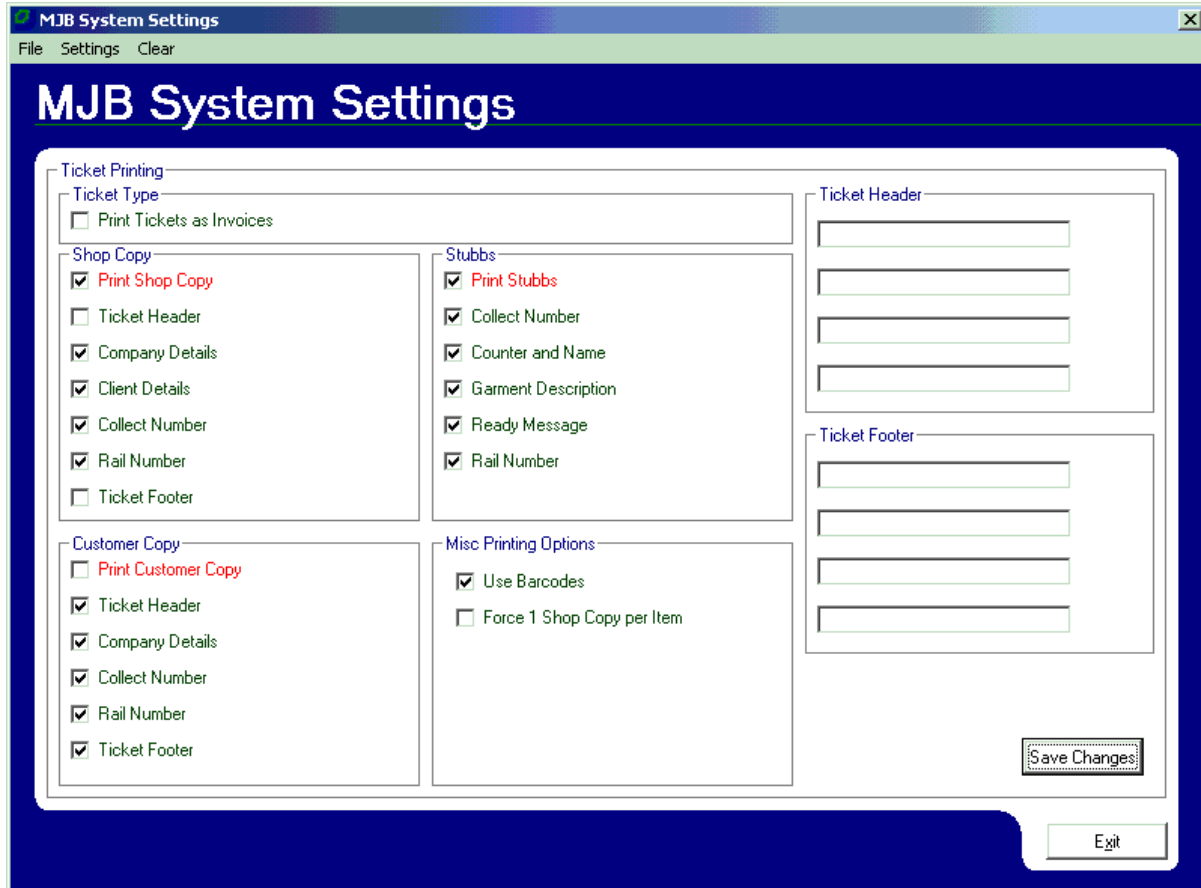 MJB System Settings
File Settings Clear
MJB System Settings
Ticket Printing
Ticket Type
Print Tickets as Invoices
Shop Copy
Print Shop Copy
Ticket Header
Company Details
Client Details
Collect Number
Rail Number
Ticket Footer
Stubbs
Print Stubbs
Collect Number
Counter and Name
Garment Description
Ready Message
Rail Number
Customer Copy
Print Customer Copy
Ticket Header
Company Details
Collect Number
Rail Number
Ticket Footer
Misc Printing Options
Use Barcodes
Force 1 Shop Copy per Item
Ticket Header
Ticket Footer
Save Changes
Exit